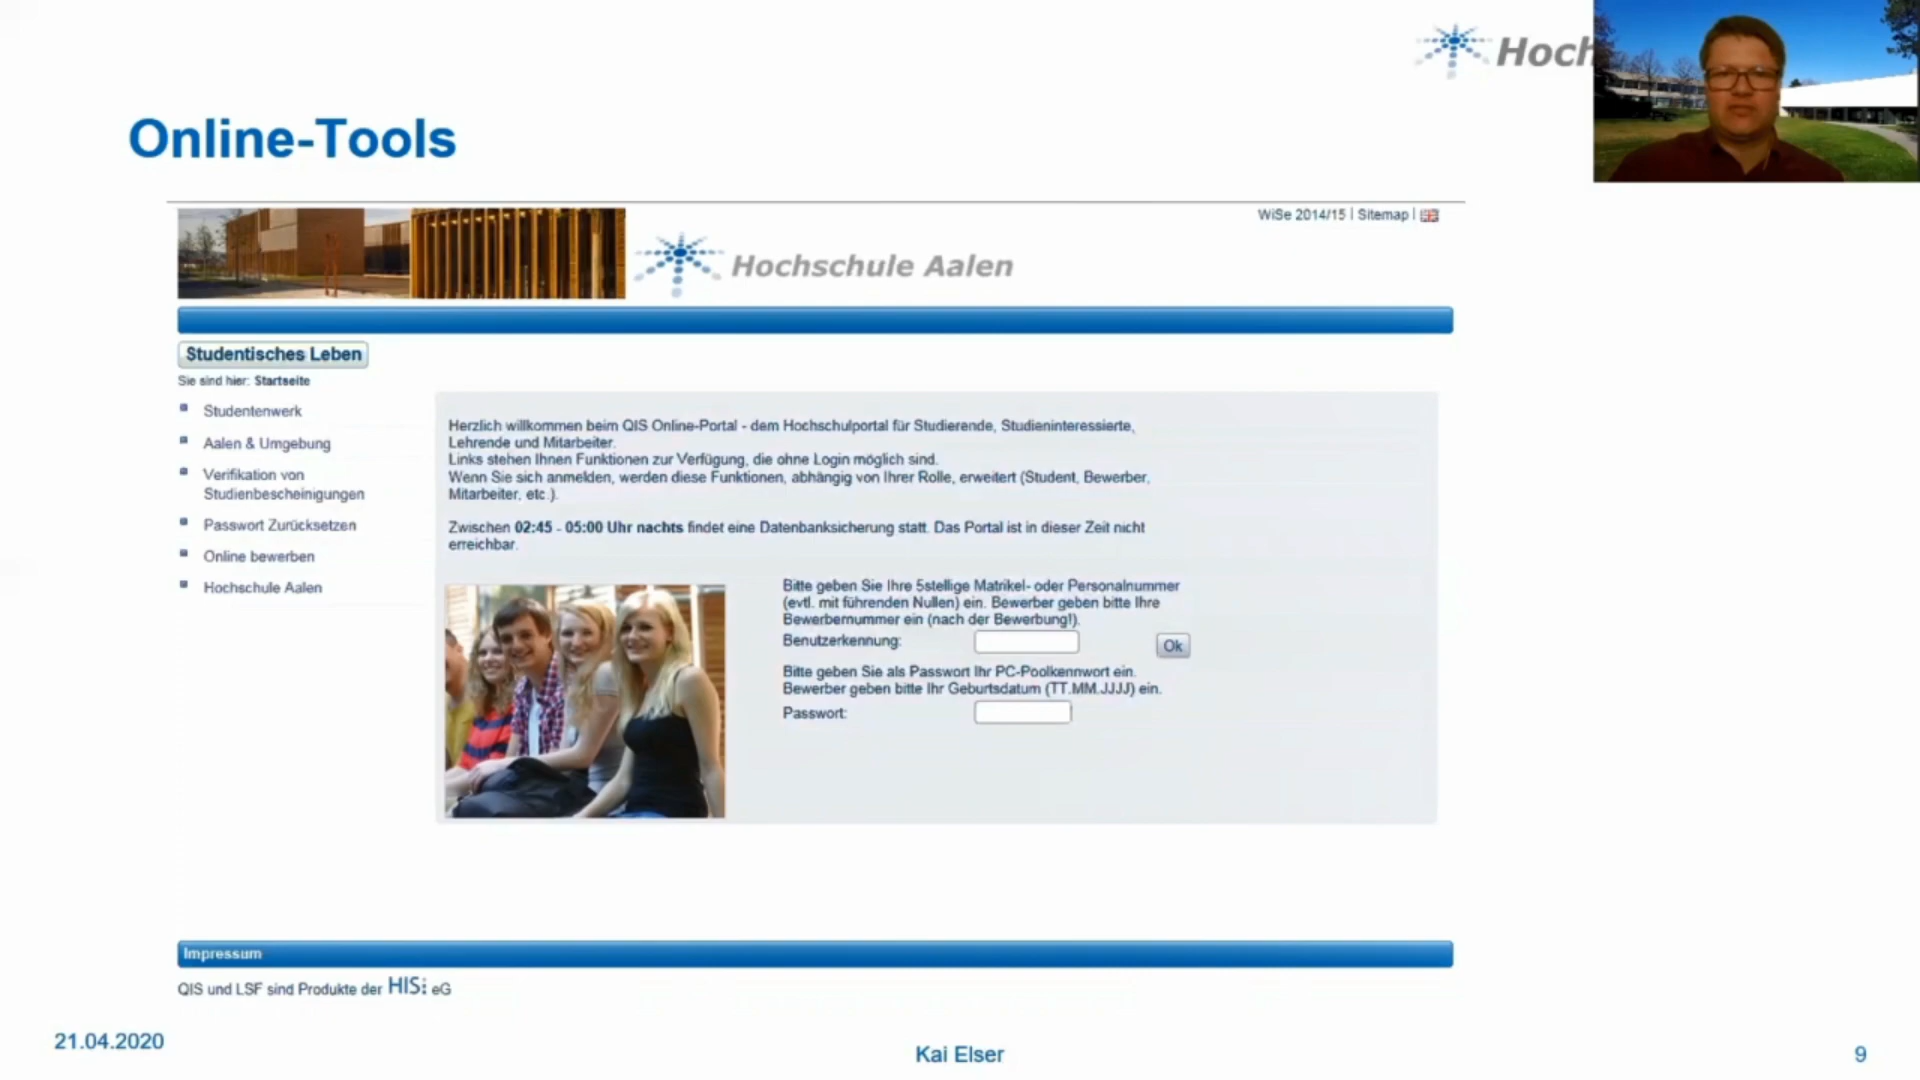 Hoch
Online-Tools
WiSe 2014/15 | Sitemap |
Hochschule Aalen
Studentisches Leben
Sie sind hier: Startseite
Studentenwerk
Aalen & Umgebung
Verifikation von
Studienbescheinigungen
Passwort Zurücksetzen
Online bewerben
Hochschule Aalen
Herzlich willkommen beim QIS Online-Portal - dem Hochschulportal für Studierende, Studieninteressierte,
Lehrende und Mitarbeiter.
Links stehen Ihnen Funktionen zur Verfügung, die ohne Login möglich sind.
Wenn Sie sich anmelden, werden diese Funktionen, abhängig von Ihrer Rolle, erweitert (Student, Bewerber,
Mitarbeiter, etc.).
Zwischen 02:45 - 05:00 Uhr nachts findet eine Datenbanksicherung statt. Das Portal ist in dieser Zeit nicht
erreichbar.
Bitte geben Sie Ihre 5stellige Matrikel- oder Personalnummer
(evtl. mit führenden Nullen) ein. Bewerber geben bitte Ihre
Bewerbernummer ein (nach der Bewerbung!).
Benutzerkennung:
Ok
Bitte geben Sie als Passwort Ihr PC-Poolkennwort ein.
Bewerber geben bitte Ihr Geburtsdatum (TT.MM.JJJJ) ein.
Passwort:
Impressum
QIS und LSF sind Produkte der HIS: eG
21.04.2020
Kai Elser
9